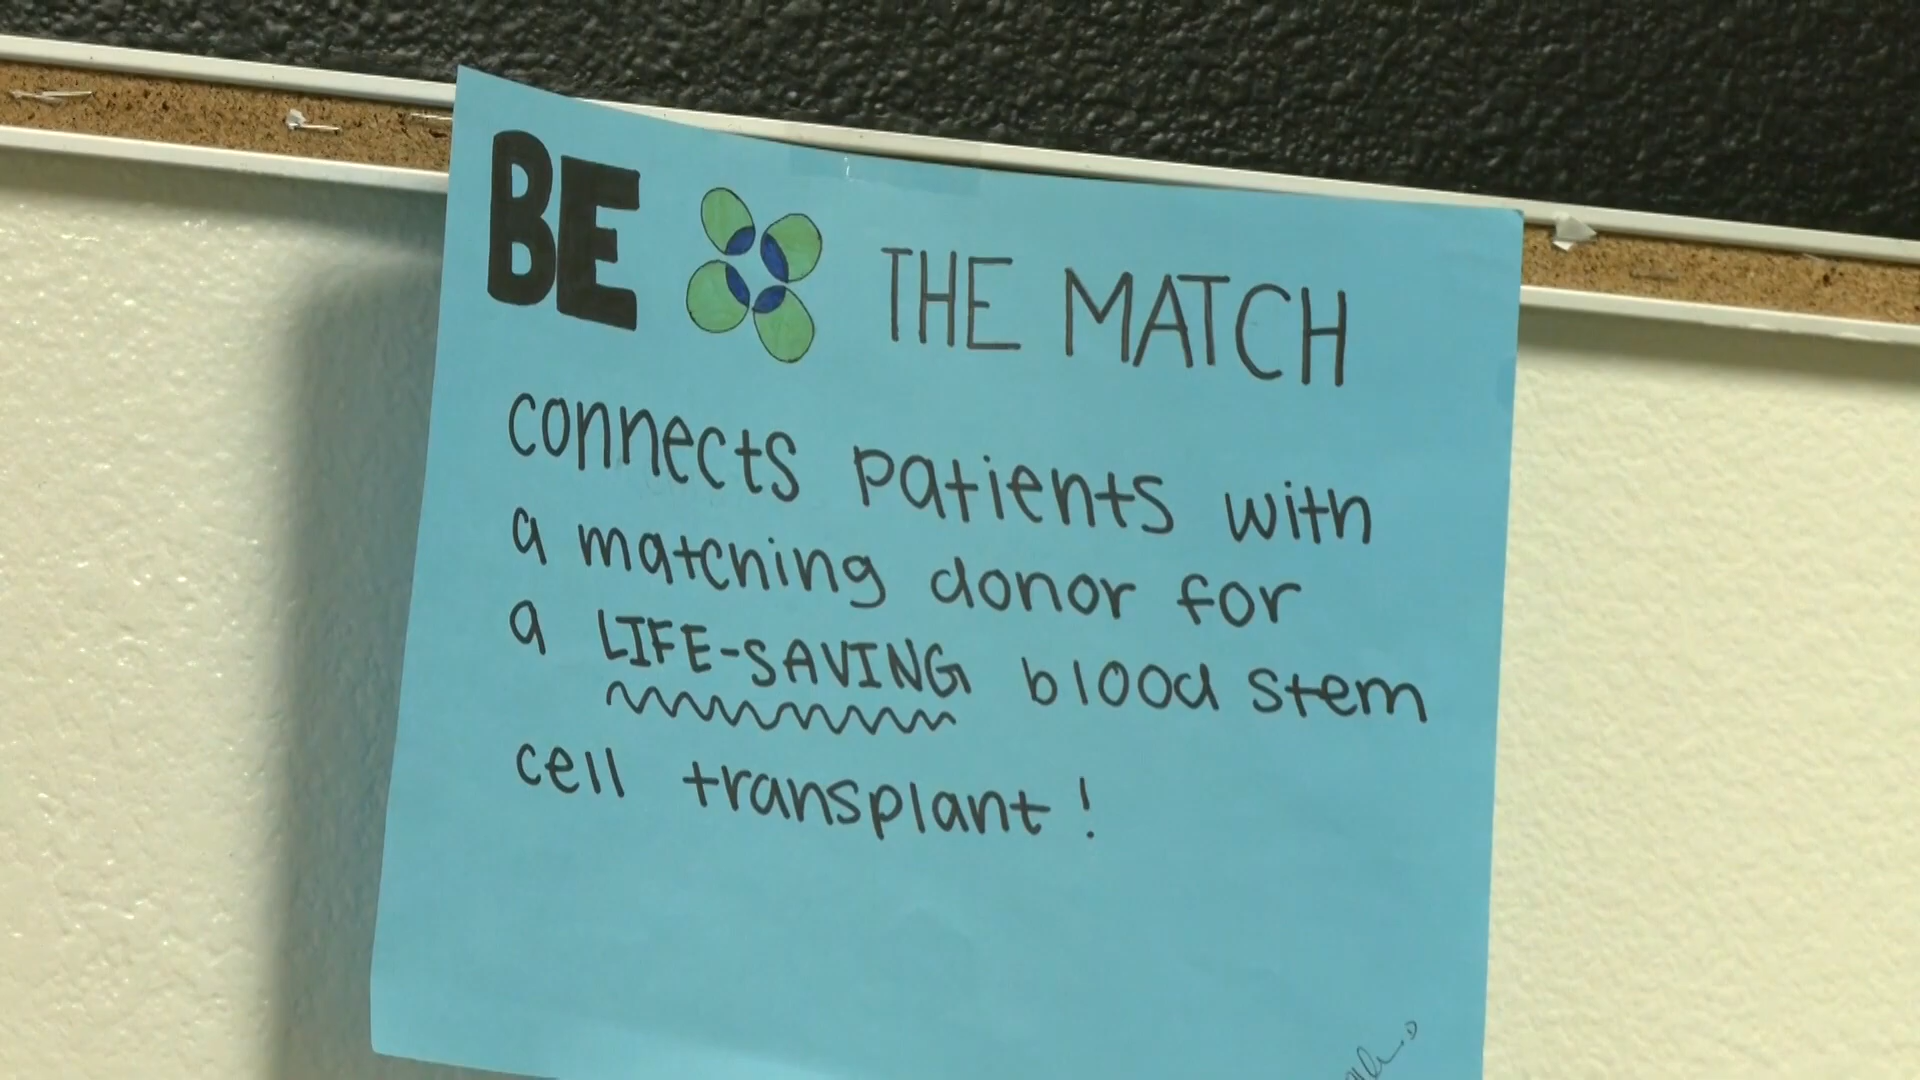 BE THE MATCH
connects patients with
a matching donor for
a LIFE-SAVING blood stem
cell transplant!